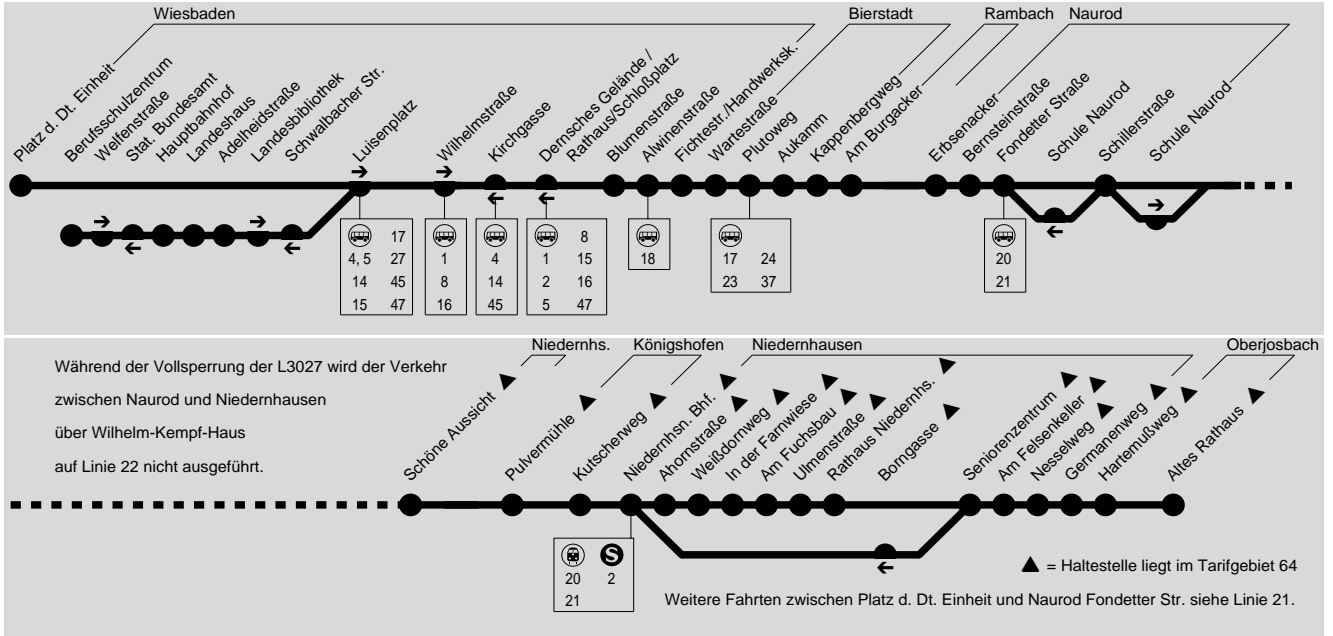 Wiesbaden
Bierstadt
Rambach
Naurod
Platz d. Dt. Einheit
Berufsschulzentrum
Welfenstraße
Stat. Bundesamt
Hauptbahnhof
Landeshaus
Adelheidstraße
Landesbibliothek
Schwalbacher Str.
Luisenplatz
Wilhelmstraße
Kirchgasse
Dernsches Gelände /
Rathaus/Schloßplatz
Blumenstraße
Alwinenstraße
Fichtestr./Handwerksk.
Wartestraße
Plutoweg
Aukamm
Kappenbergweg
Am Burgacker
Erbsenacker
Bernsteinstraße
Fondetter Straße
Schule Naurod
Schillerstraße
Schule Naurod
17
4, 5 27
14 45
15 47
1
8
16
4
14
45
8
1 15
2 16
5 47
18
17 24
23 37
20
21
Während der Vollsperrung der L3027 wird der Verkehr
zwischen Naurod und Niedernhausen
über Wilhelm-Kempf-Haus
auf Linie 22 nicht ausgeführt.
Niedernhs.
Königshofen
Niedernhausen
Oberjosbach
Schöne Aussicht ▲
Pulvermühle ▲
Kutscherweg ▲
Niedernhsn. Bhf. ▲
Ahornstraße ▲
Weißdornweg ▲
In der Farnwiese ▲
Am Fuchsbau ▲
Ulmenstraße ▲
Rathaus Niedernhs. ▲
Borngasse ▲
Seniorenzentrum ▲
Am Felsenkeller ▲
Nesselweg ▲
Germanenweg ▲
Hartemußweg ▲
Altes Rathaus ▲
S
20 2
21
▲ = Haltestelle liegt im Tarifgebiet 64
Weitere Fahrten zwischen Platz d. Dt. Einheit und Naurod Fondetter Str. siehe Linie 21.